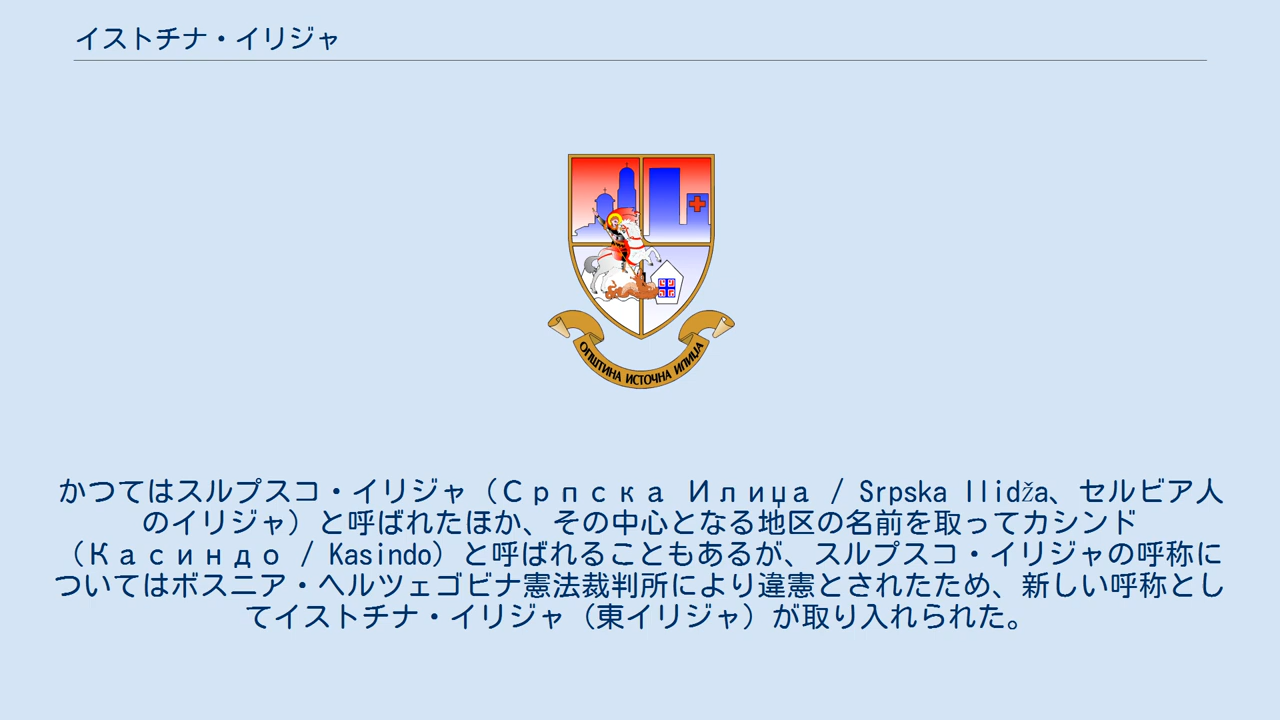 イストチナ・イリジャ
ОПШТИНА ИСТОЧНА ИЛИЏА
かつてはスルプスコ・イリジャ（Српска Илиџа / Srpska Ilidža、セルビア人
のイリジャ）と呼ばれたほか、その中心となる地区の名前を取ってカシンド
（Касиндо / Kasindo）と呼ばれることもあるが、スルプスコ・イリジャの呼称に
ついてはボスニア・ヘルツェゴビナ憲法裁判所により違憲とされたため、新しい呼称とし
てイストチナ・イリジャ（東イリジャ）が取り入れられた。